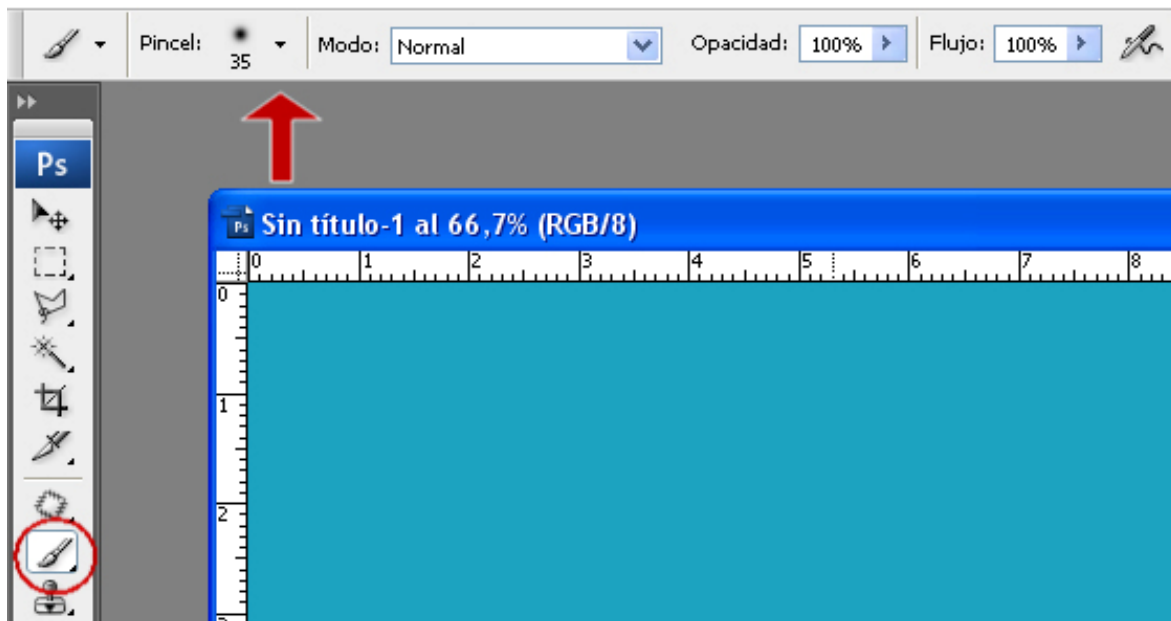 Pincel: 35 Modo: Normal Opacidad: 100% Flujo: 100%
Ps
Sin título-1 al 66,7% (RGB/8)
0 1 2 3 4 5 6 7 8
0
1
2